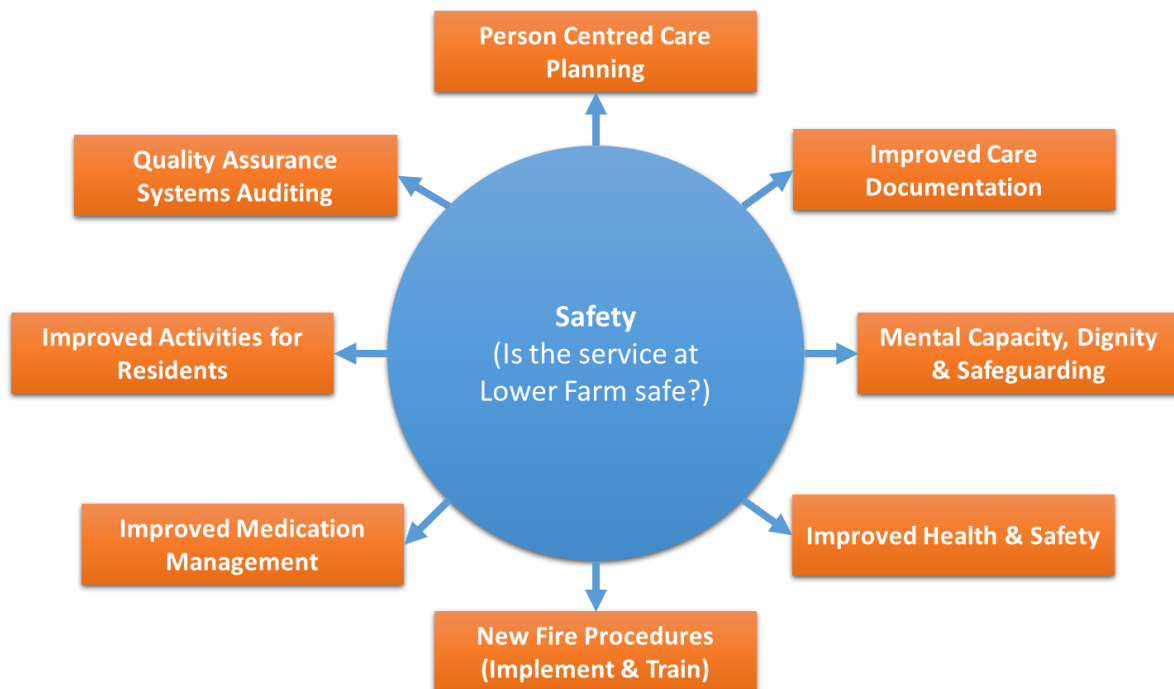 Person Centred Care
Planning
Quality Assurance
Systems Auditing
Improved Care
Documentation
Safety
(Is the service at
Lower Farm safe?)
Improved Activities for
Residents
Mental Capacity, Dignity
& Safeguarding
Improved Medication
Management
Improved Health & Safety
New Fire Procedures
(Implement & Train)